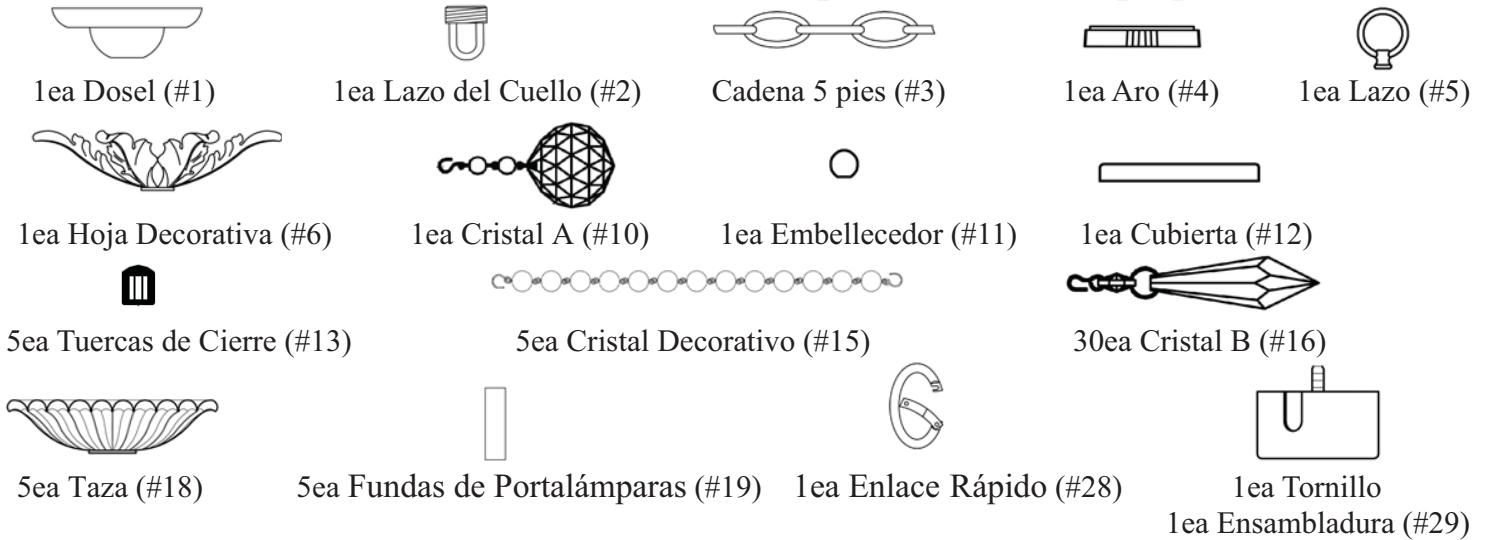 1ea Dosel (#1) 1ea Lazo del Cuello (#2) Cadena 5 pies (#3) 1ea Aro (#4) 1ea Lazo (#5)
1ea Hoja Decorativa (#6) 1ea Cristal A (#10) 1ea Embellecedor (#11) 1ea Cubierta (#12)
5ea Tuercas de Cierre (#13) 5ea Cristal Decorativo (#15) 30ea Cristal B (#16)
5ea Taza (#18) 5ea Fundas de Portalámparas (#19) 1ea Enlace Rápido (#28) 1ea Tornillo
1ea Ensambladura (#29)